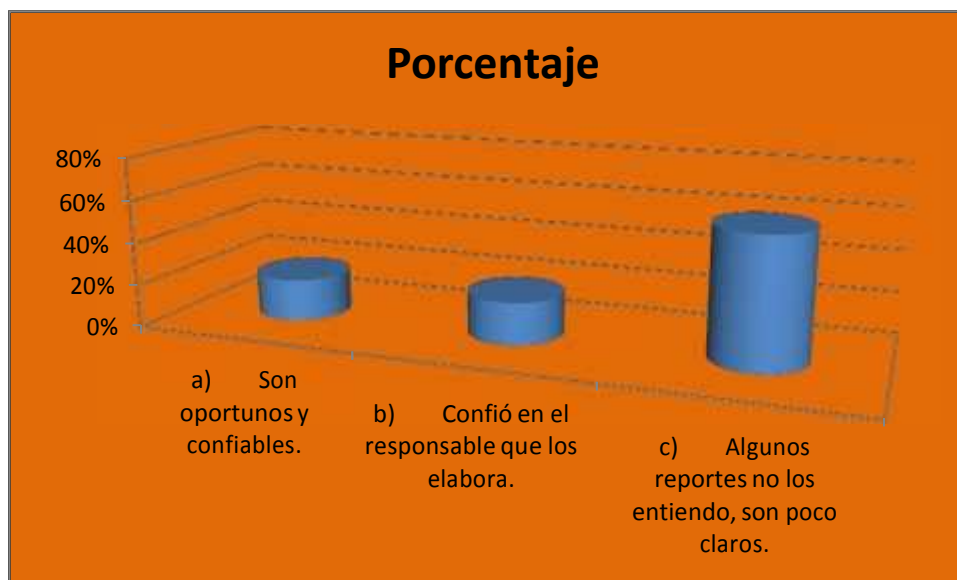 Porcentaje
80%
60%
40%
20%
0%
a) Son
oportunos y
confiables.
b) Confió en el
responsable que los
elabora.
c) Algunos
reportes no los
entiendo, son poco
claros.